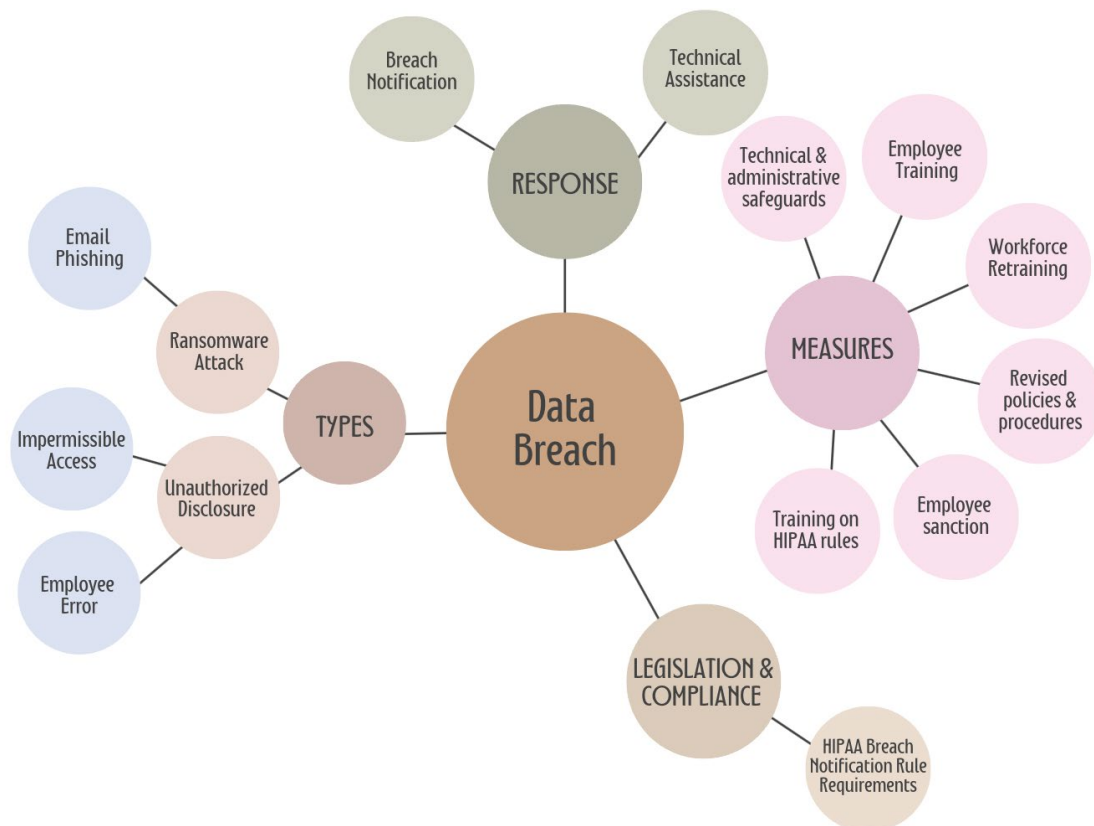 Breach
Notification
Technical
Assistance
RESPONSE
Technical &
administrative
safeguards
Employee
Training
Workforce
Retraining
MEASURES
Revised
policies &
procedures
Employee
sanction
Training on
HIPAA rules
Email
Phishing
Ransomware
Attack
TYPES
Impermissible
Access
Unauthorized
Disclosure
Employee
Error
Data
Breach
LEGISLATION &
COMPLIANCE
HIPAA Breach
Notification Rule
Requirements